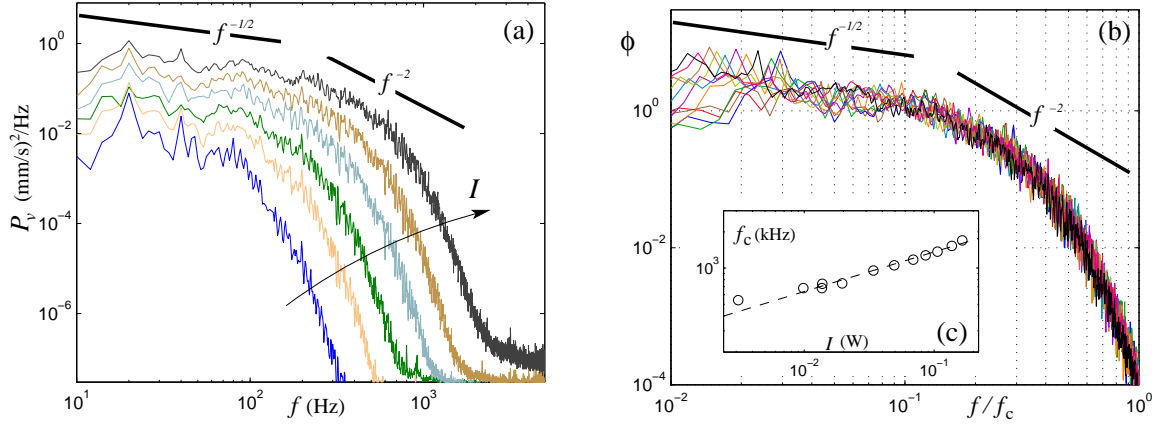 (a)
f^{-1/2}
f^{-2}
I
P_v (mm/s)^2/Hz
10^0
10^{-2}
10^{-4}
10^{-6}
10^1
10^2
10^3
f (Hz)
(b)
f^{-1/2}
f^{-2}
ϕ
10^0
10^{-2}
10^{-4}
10^{-2}
10^{-1}
10^0
f/f_c
f_c (kHz)
10^3
(c)
I (W)
10^{-2}
10^{-1}